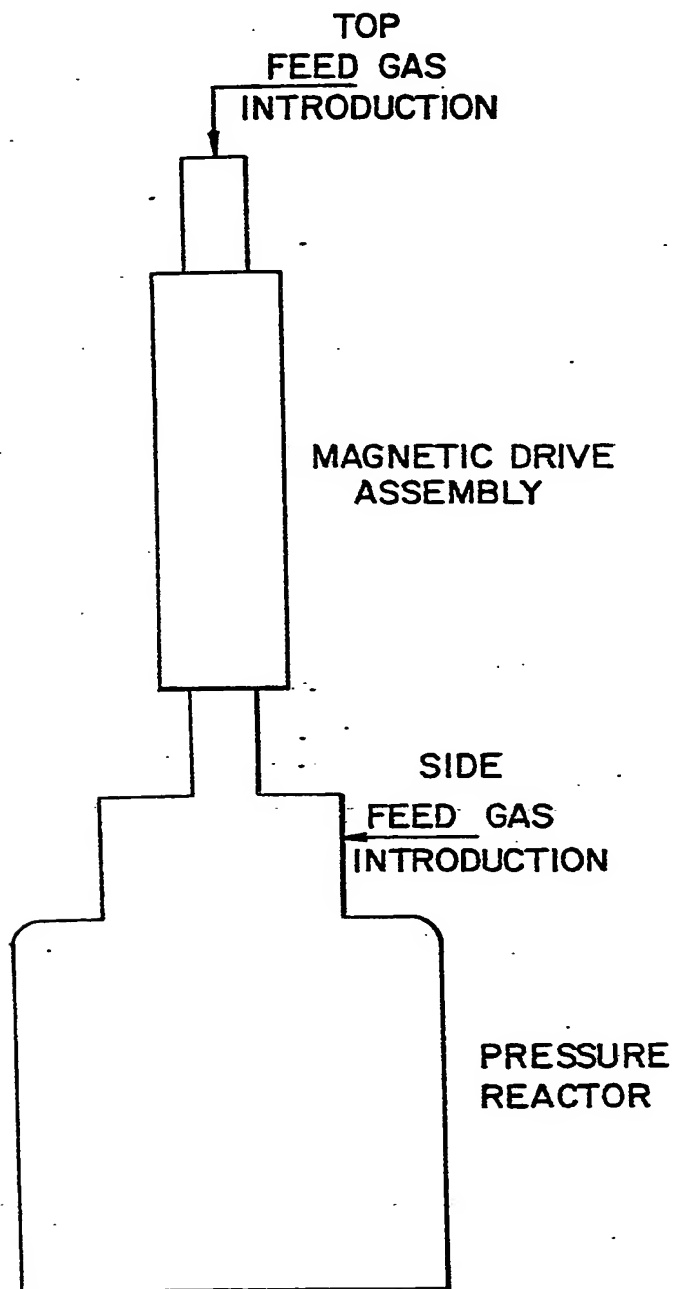 TOP
FEED GAS
INTRODUCTION
MAGNETIC DRIVE
ASSEMBLY
SIDE
FEED GAS
INTRODUCTION
PRESSURE
REACTOR